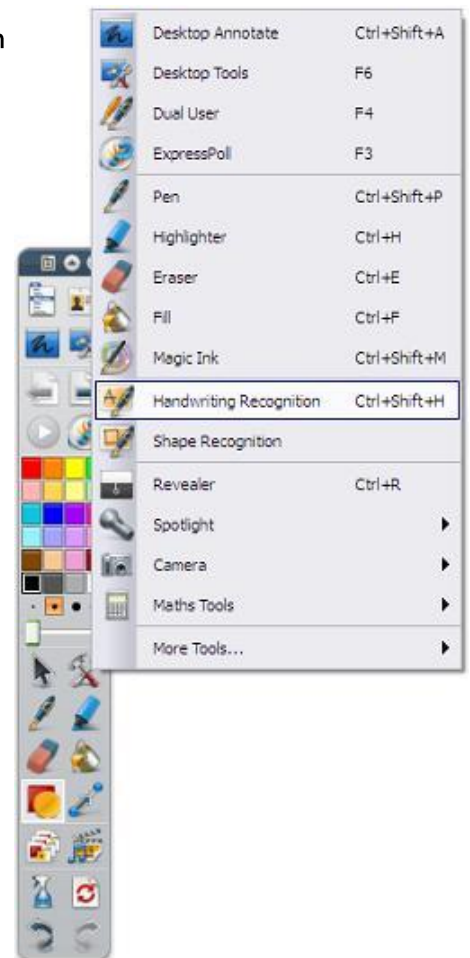 n
Desktop Annotate Ctrl+Shift+A
Desktop Tools F6
Dual User F4
ExpressPoll F3
Pen Ctrl+Shift+P
Highlighter Ctrl+H
Eraser Ctrl+E
Fill Ctrl+F
Magic Ink Ctrl+Shift+M
Handwriting Recognition Ctrl+Shift+H
Shape Recognition
Revealer Ctrl+R
Spotlight
Camera
Maths Tools
More Tools...